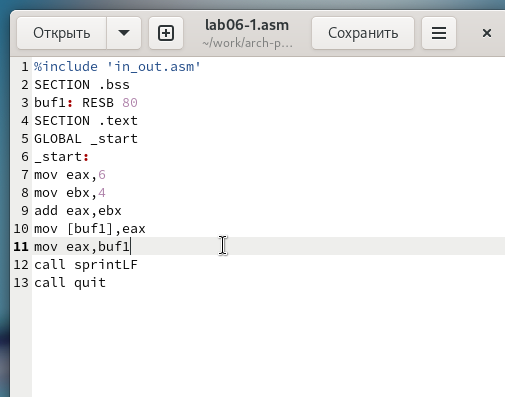 Открыть
lab06-1.asm
~/work/arch-p...
Сохранить
1 %include 'in_out.asm'
2 SECTION .bss
3 buf1: RESB 80
4 SECTION .text
5 GLOBAL _start
6 _start:
7 mov eax,6
8 mov ebx,4
9 add eax,ebx
10 mov [buf1],eax
11 mov eax,buf1
12 call sprintLF
13 call quit